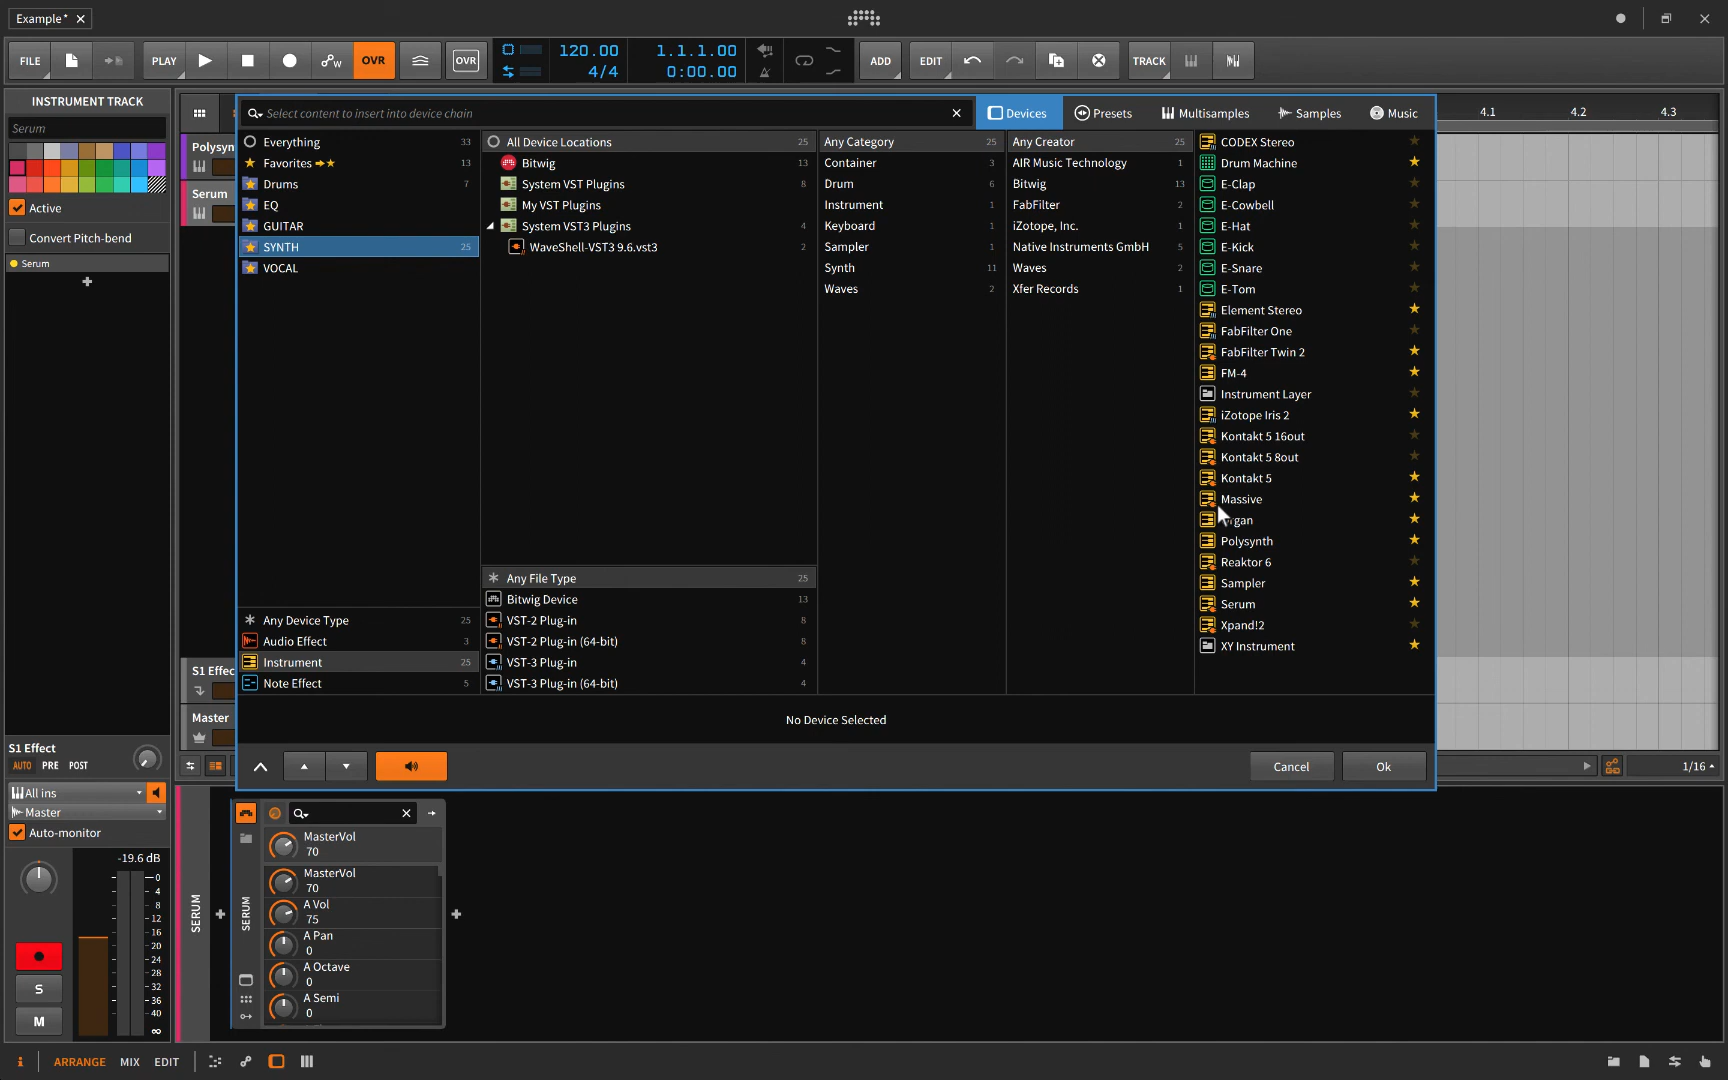 Example*
FILE
PLAY
OVR
OVR
120.00
4/4
1.1.1.00
0:00.00
ADD
EDIT
TRACK
INSTRUMENT TRACK
Serum
Active
Convert Pitch-bend
Serum
Polysyn
Serum
S1 Effec
Master
Select content to insert into device chain
Devices
Presets
Multisamples
Samples
Music
4.1
4.2
4.3
Everything 33
Favorites 13
Drums 7
EQ
GUITAR
SYNTH 25
VOCAL
Any Device Type 25
Audio Effect 3
Instrument 25
Note Effect 5
All Device Locations 25
Bitwig 13
System VST Plugins 8
My VST Plugins
System VST3 Plugins 4
WaveShell-VST3 9.6.vst3 2
Any File Type 25
Bitwig Device 13
VST-2 Plug-in 8
VST-2 Plug-in (64-bit) 8
VST-3 Plug-in 4
VST-3 Plug-in (64-bit) 4
Any Category 25
Container 3
Drum 6
Instrument 1
Keyboard 1
Sampler 1
Synth 11
Waves 2
Any Creator 25
AIR Music Technology 1
Bitwig 13
FabFilter 2
iZotope, Inc. 1
Native Instruments GmbH 5
Waves 2
Xfer Records 1
CODEX Stereo
Drum Machine
E-Clap
E-Cowbell
E-Hat
E-Kick
E-Snare
E-Tom
Element Stereo
FabFilter One
FabFilter Twin 2
FM-4
Instrument Layer
iZotope Iris 2
Kontakt 5 16out
Kontakt 5 8out
Kontakt 5
Massive
rgan
Polysynth
Reaktor 6
Sampler
Serum
Xpand!2
XY Instrument
No Device Selected
Cancel
Ok
1/16
S1 Effect
AUTO PRE POST
All ins
Master
Auto-monitor
-19.6 dB
0
4
8
12
16
20
24
28
32
36
40
∞
S
M
SERUM
SERUM
MasterVol
70
MasterVol
70
A Vol
75
A Pan
0
A Octave
0
A Semi
0
i
ARRANGE
MIX
EDIT